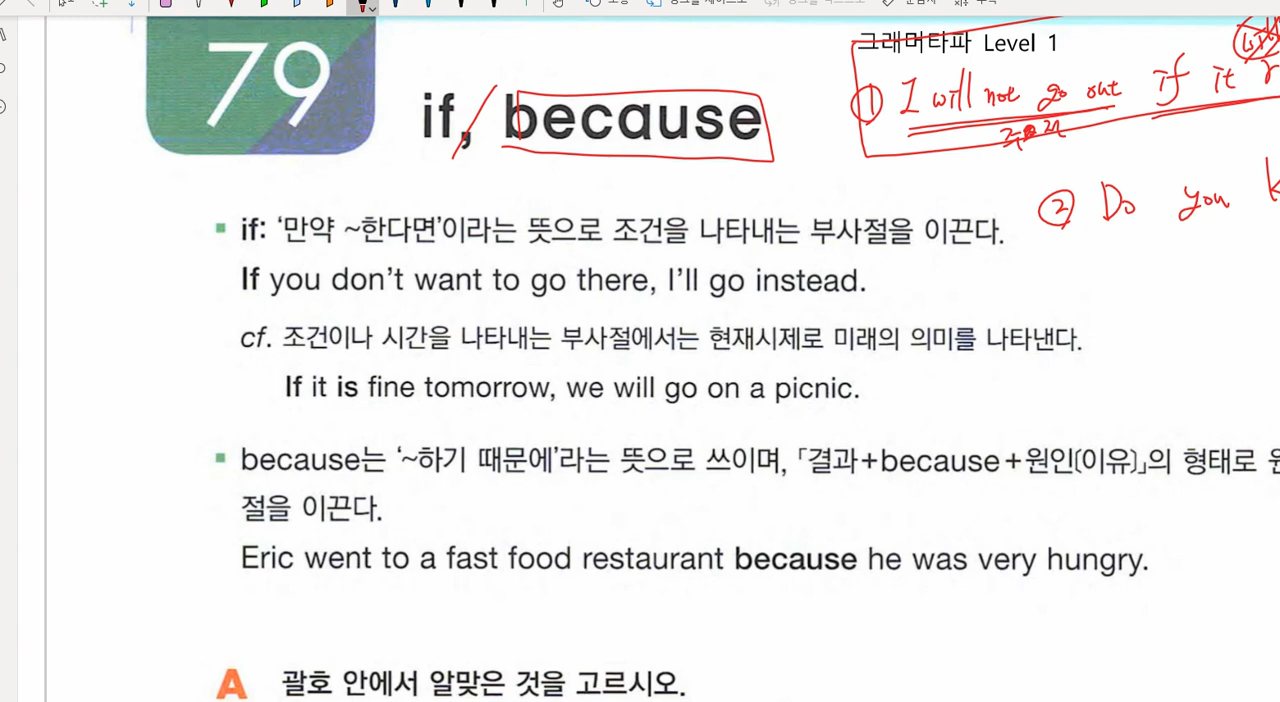 79
if, because
그래머타파 Level 1
① I will not go out if it
② Do you
if: ‘만약 ~한다면’이라는 뜻으로 조건을 나타내는 부사절을 이끈다.
If you don’t want to go there, I’ll go instead.
cf. 조건이나 시간을 나타내는 부사절에서는 현재시제로 미래의 의미를 나타낸다.
If it is fine tomorrow, we will go on a picnic.
because는 ‘~하기 때문에’라는 뜻으로 쓰이며, 「결과+because+원인(이유)」의 형태로
절을 이끈다.
Eric went to a fast food restaurant because he was very hungry.
A 괄호 안에서 알맞은 것을 고르시오.